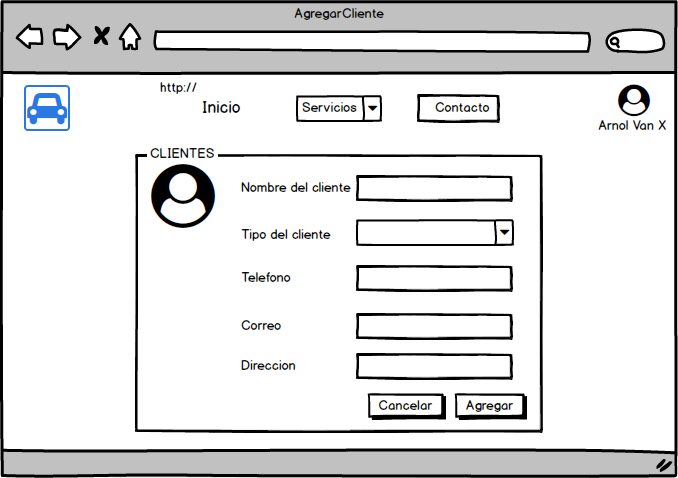 AgregarCliente
http://
Inicio
Servicios
Contacto
Arnol Van X
CLIENTES
Nombre del cliente
Tipo del cliente
Telefono
Correo
Direccion
Cancelar
Agregar